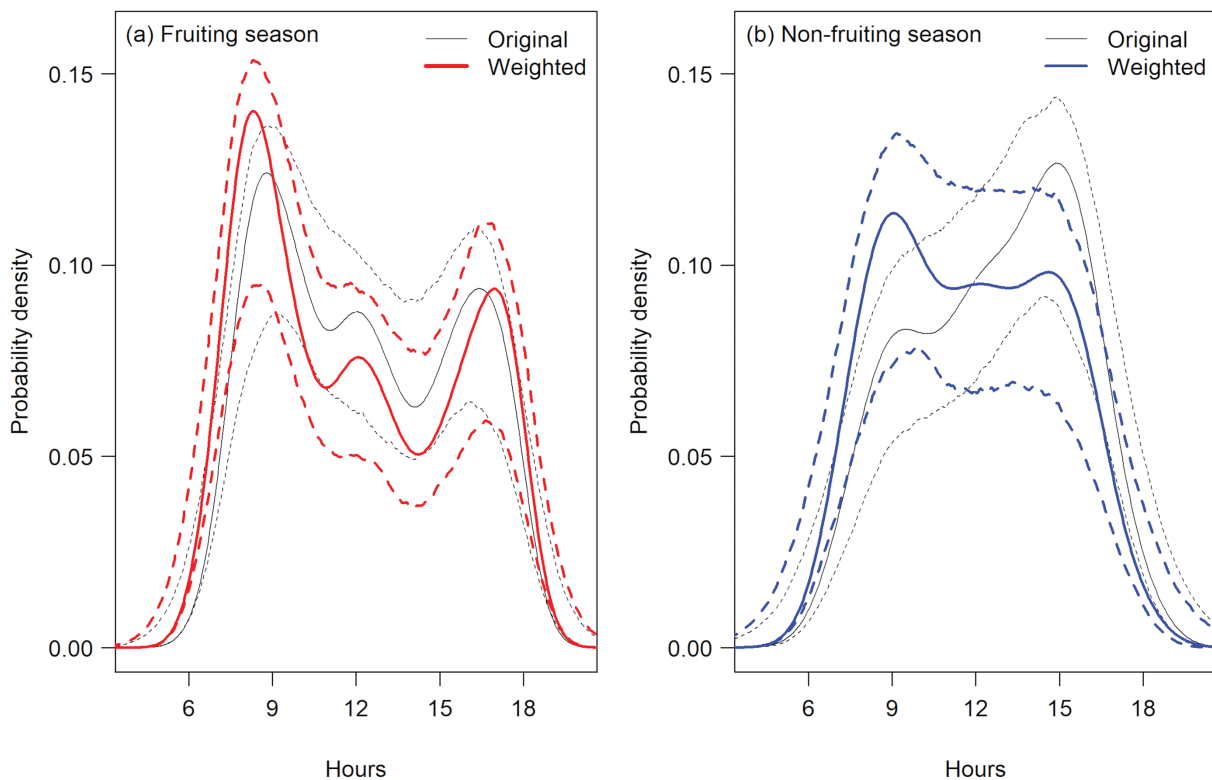 (a) Fruiting season
Original
Weighted
0.15
0.10
0.05
0.00
Probability density
6 9 12 15 18
Hours
(b) Non-fruiting season
Original
Weighted
0.15
0.10
0.05
0.00
Probability density
6 9 12 15 18
Hours